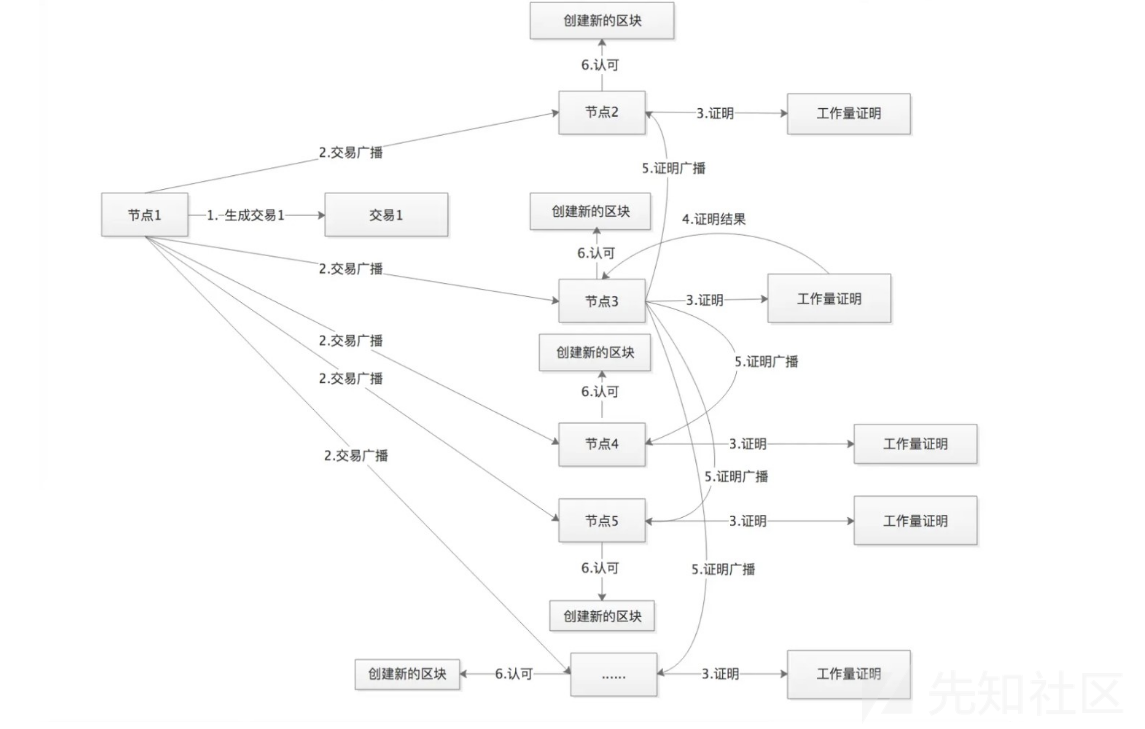 创建新的区块
6.认可
节点2
3.证明
工作量证明
2.交易广播
5.证明广播
节点1
1. 生成交易1
交易1
创建新的区块
4.证明结果
6.认可
2.交易广播
节点3
3.证明
工作量证明
2.交易广播
创建新的区块
5.证明广播
2.交易广播
6.认可
节点4
3.证明
工作量证明
2.交易广播
5.证明广播
节点5
3.证明
工作量证明
6.认可
5.证明广播
创建新的区块
创建新的区块
6.认可
......
3.证明
工作量证明
先知社区